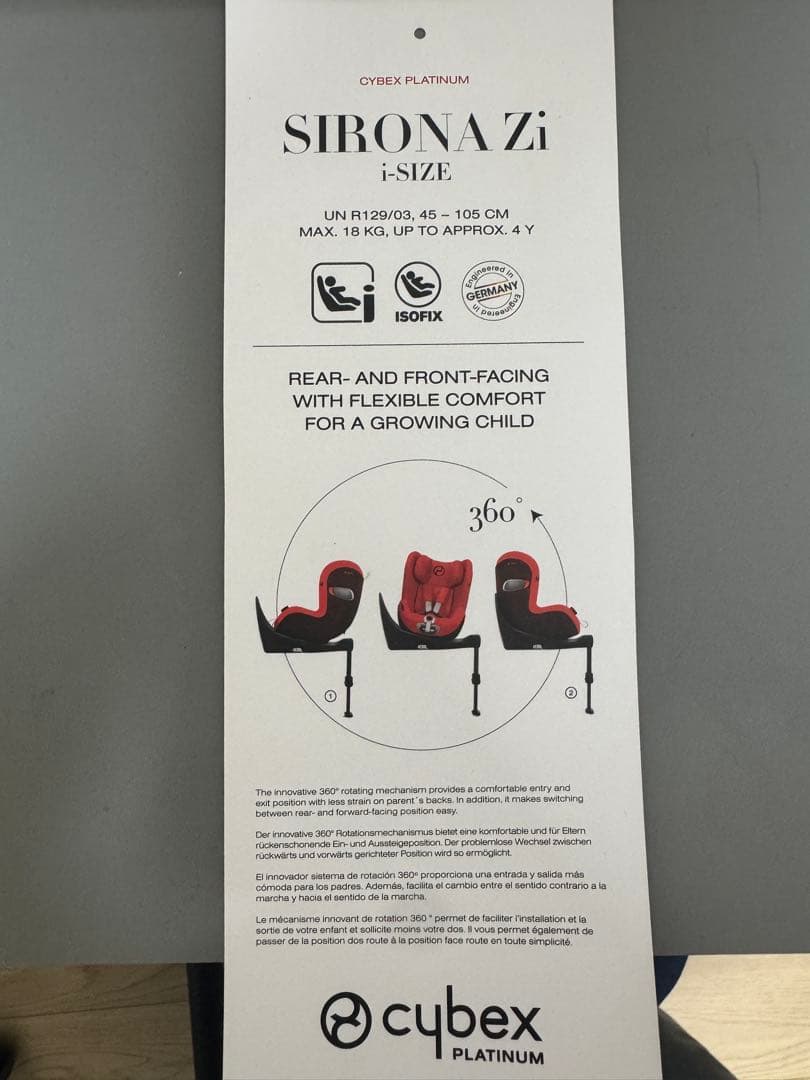 CYBEX PLATINUM
SIRONA Zi
i-SIZE
UN R129/03, 45 – 105 CM
MAX. 18 KG, UP TO APPROX. 4 Y
i
ISOFIX
Engineered in
GERMANY
Engineered in
REAR- AND FRONT-FACING
WITH FLEXIBLE COMFORT
FOR A GROWING CHILD
360°
1
2
The innovative 360° rotating mechanism provides a comfortable entry and
exit position with less strain on parent´s backs. In addition, it makes switching
between rear- and forward-facing position easy.
Der innovative 360° Rotationsmechanismus bietet eine komfortable und für Eltern
rückenschonende Ein- und Aussteigeposition. Der problemlose Wechsel zwischen
rückwärts und vorwärts gerichteter Position wird so ermöglicht.
El innovador sistema de rotación 360º proporciona una entrada y salida más
cómoda para los padres. Además, facilita el cambio entre el sentido contrario a la
marcha y hacia el sentido de la marcha.
Le mécanisme innovant de rotation 360 ° permet de faciliter l'installation et la
sortie de votre enfant et sollicite moins votre dos. Il vous permet également de
passer de la position dos route à la position face route en toute simplicité.
cybex
PLATINUM